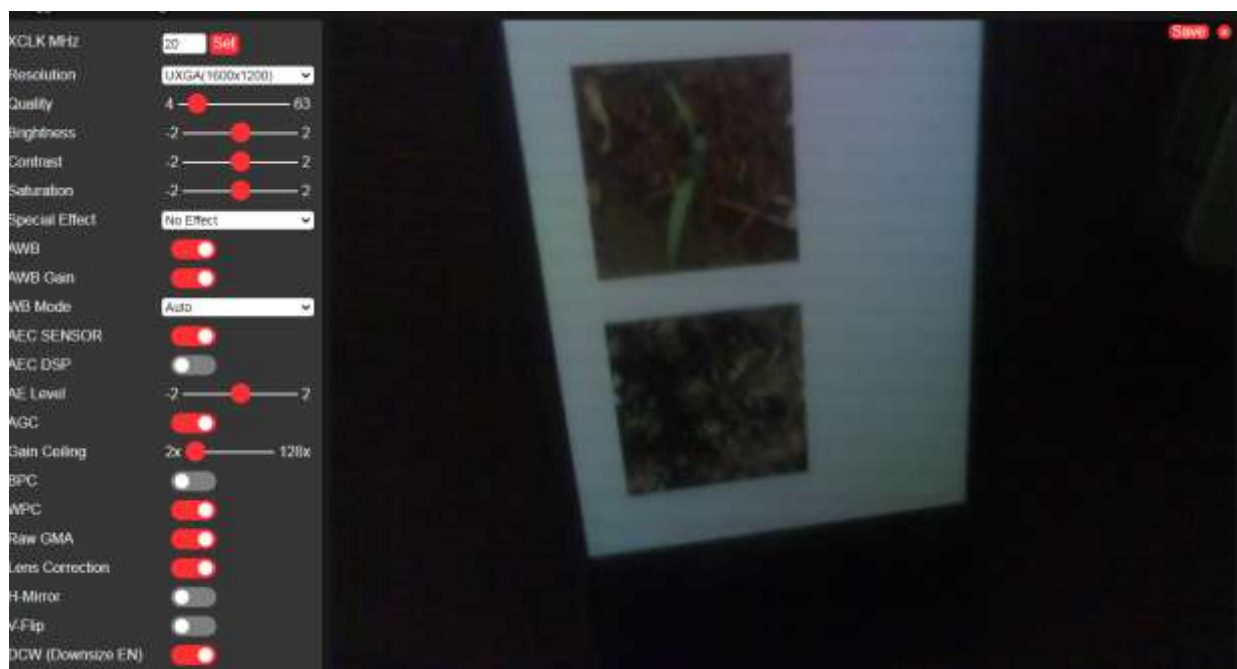 XCLK MHz 20 Set
Resolution UXGA(1600x1200)
Quality 4 63
Brightness -2 2
Contrast -2 2
Saturation -2 2
Special Effect No Effect
AWB
AWB Gain
WB Mode Auto
AEC SENSOR
AEC DSP
AE Level -2 2
AGC
Gain Ceiling 2x 128x
BPC
WPC
Raw GMA
Lens Correction
H-Mirror
V-Flip
DCW (Downsize EN)
Save ×